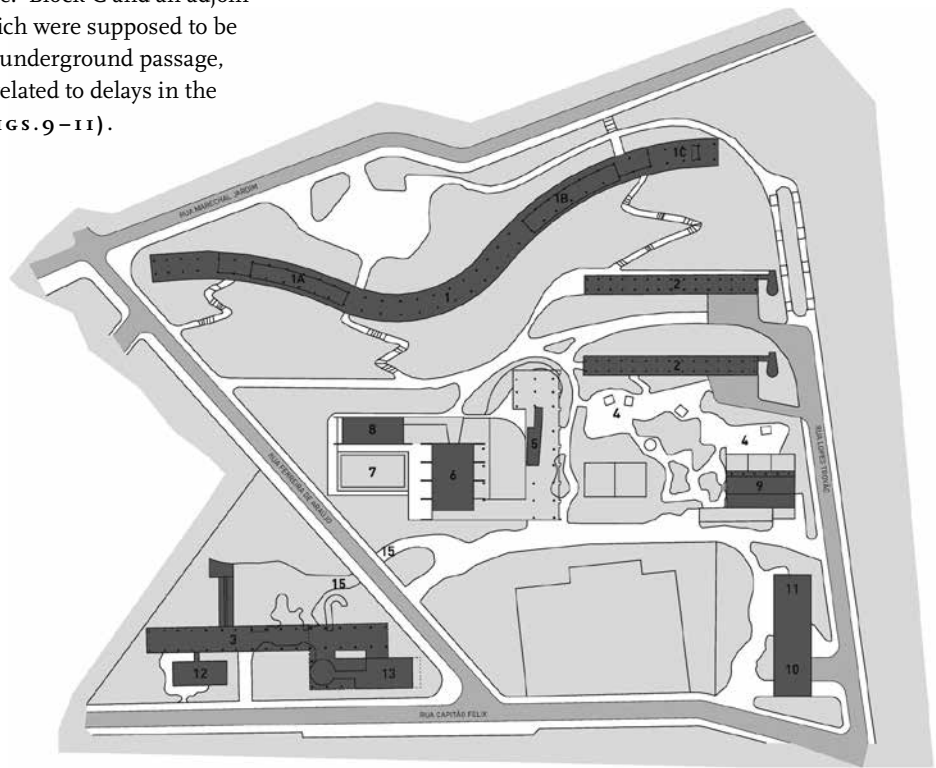 e. Block C and an adjoin
ich were supposed to be
underground passage,
elated to delays in the
IGS. 9–11).
RUA MARECHAL JARDIM
1C
1B
1A
1
2
2
4
4
5
8
7
6
9
RUA LOPES TROVÃO
RUA FERREIRA DE ARAUJO
15
15
11
3
10
12
13
RUA CAPITÃO FELIX